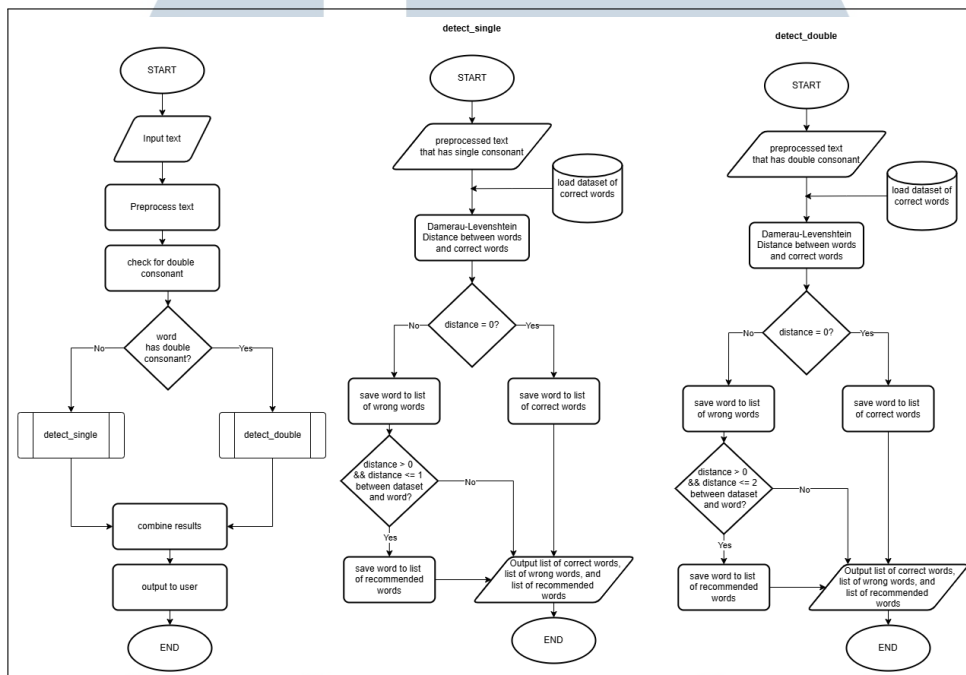 START
Input text
Preprocess text
check for double
consonant
word
has double
consonant?
No
Yes
detect_single
detect_double
combine results
output to user
END
detect_single
START
preprocessed text
that has single consonant
load dataset of
correct words
Damerau-Levenshtein
Distance between words
and correct words
distance = 0?
No
Yes
save word to list
of wrong words
save word to list
of correct words
distance > 0
&& distance <= 1
between dataset
and word?
No
Yes
save word to list
of recommended
words
Output list of correct words,
list of wrong words, and
list of recommended
words
END
detect_double
START
preprocessed text
that has double consonant
load dataset of
correct words
Damerau-Levenshtein
Distance between words
and correct words
distance = 0?
No
Yes
save word to list
of wrong words
save word to list
of correct words
distance > 0
&& distance <= 2
between dataset
and word?
No
Yes
save word to list
of recommended
words
Output list of correct words,
list of wrong words, and
list of recommended
words
END